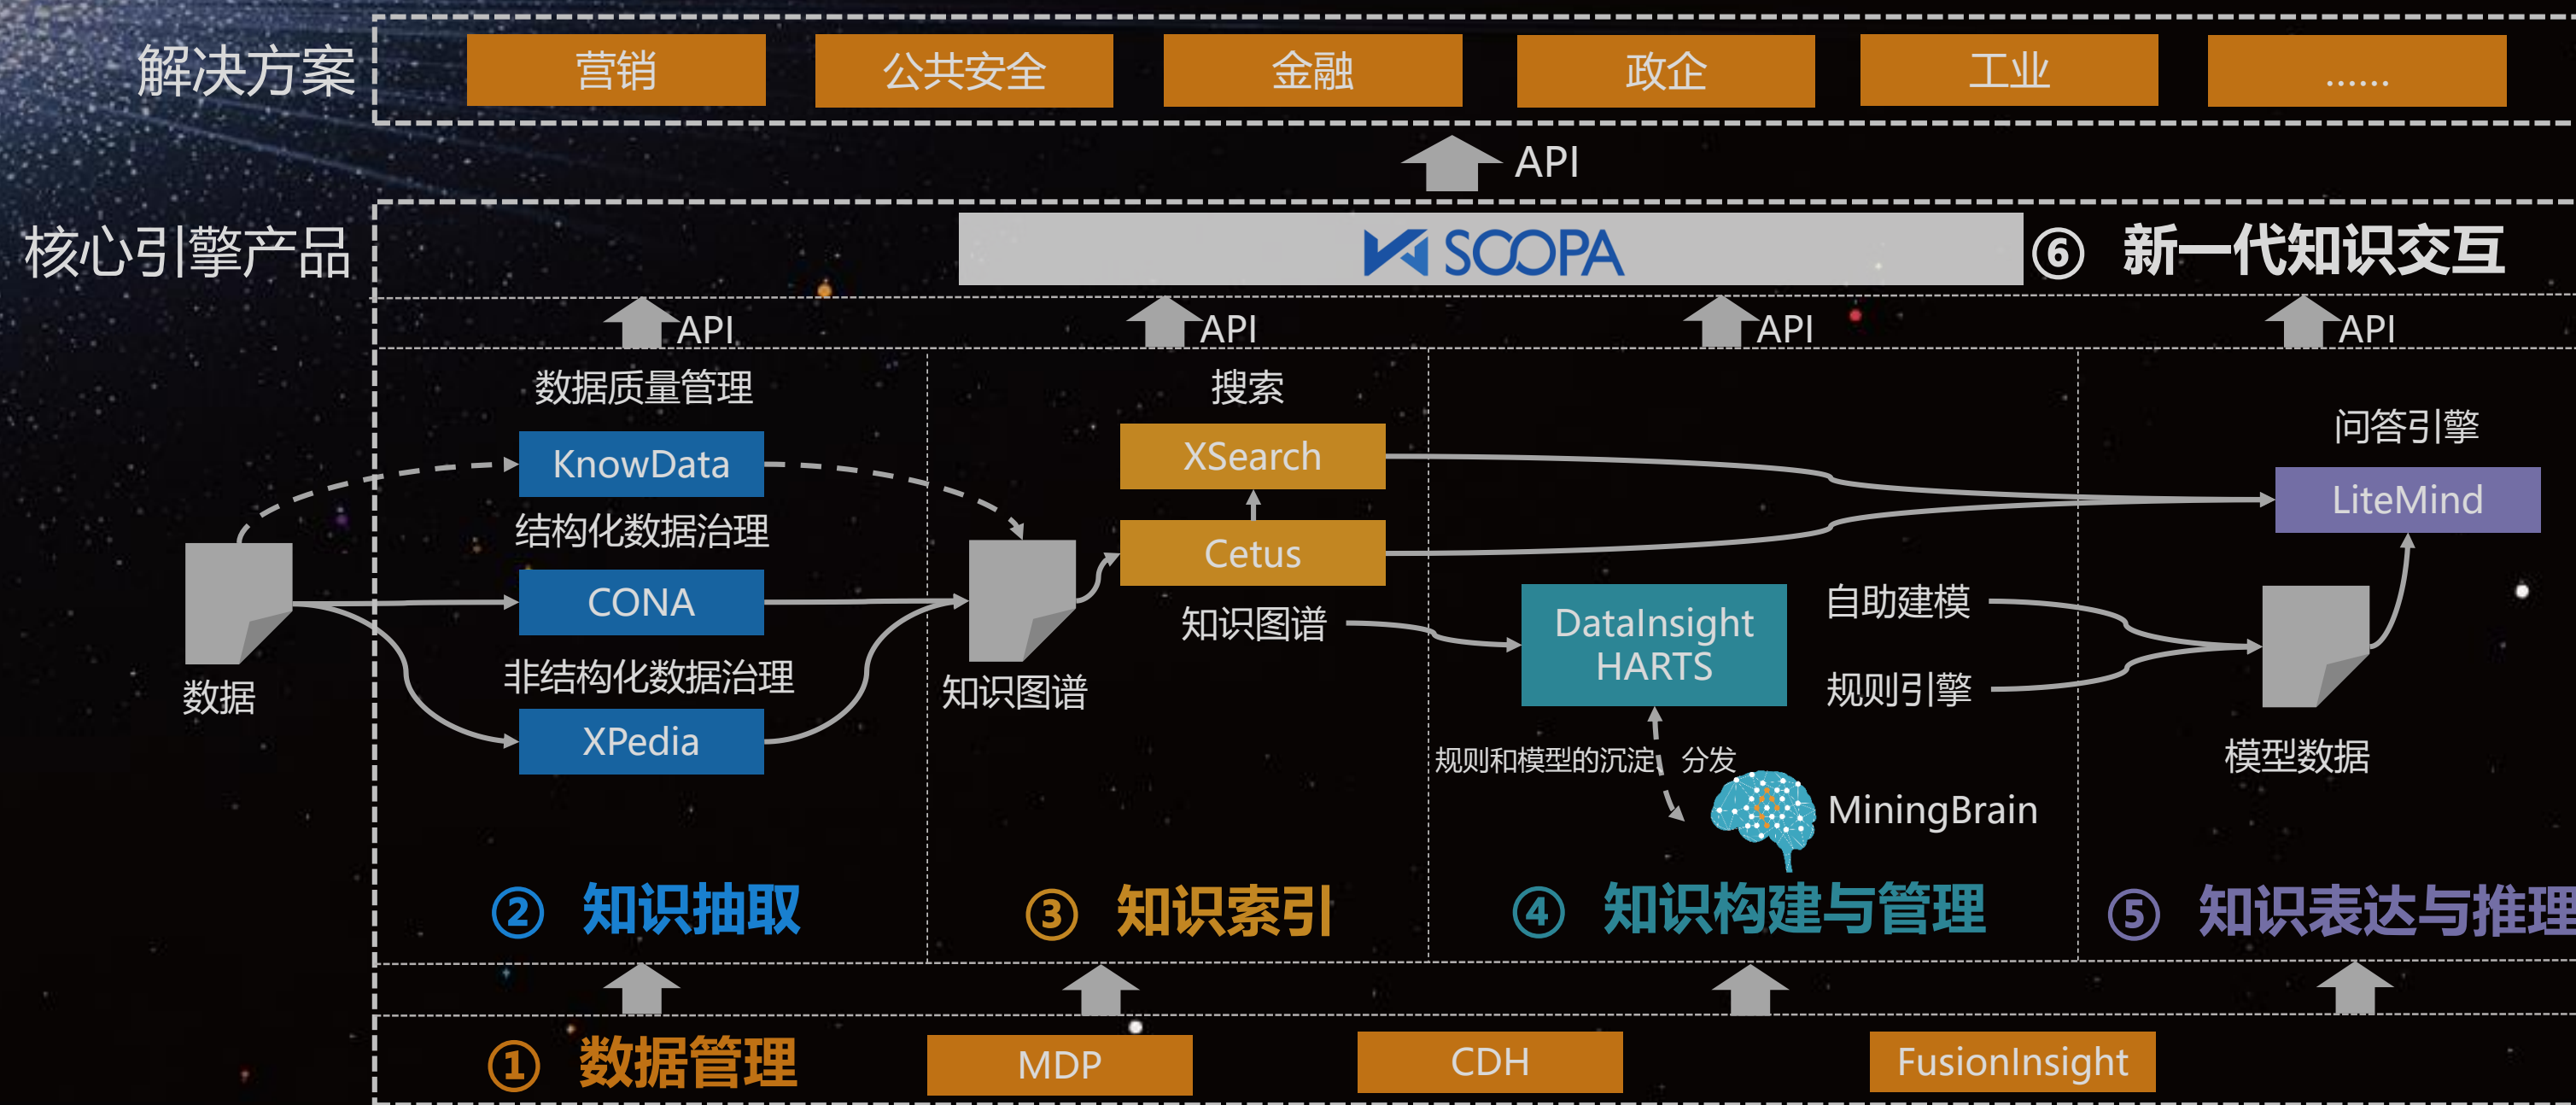 解决方案
营销
公共安全
金融
政企
工业
......
API
核心引擎产品
SOOPA
⑥ 新一代知识交互
API
API
API
API
数据质量管理
搜索
问答引擎
KnowData
XSearch
LiteMind
结构化数据治理
Cetus
CONA
知识图谱
DataInsight
HARTS
自助建模
非结构化数据治理
规则引擎
数据
知识图谱
XPedia
规则和模型的沉淀、分发
模型数据
MiningBrain
② 知识抽取
③ 知识索引
④ 知识构建与管理
⑤ 知识表达与推理
① 数据管理
MDP
CDH
FusionInsight